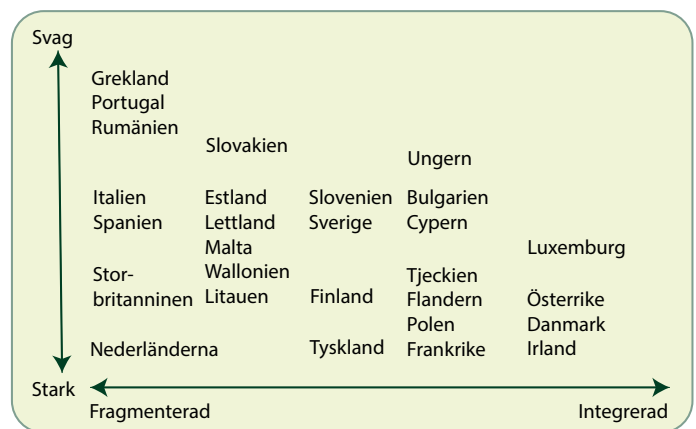 Svag
Grekland
Portugal
Rumänien
Slovakien
Ungern
Italien Estland Slovenien Bulgarien
Spanien Lettland Sverige Cypern
Malta Luxemburg
Wallonien
Stor- Tjeckien
britanninen Litauen Finland Flandern Österrike
Polen Danmark
Nederländerna Tyskland Frankrike Irland
Stark
Fragmenterad Integrerad